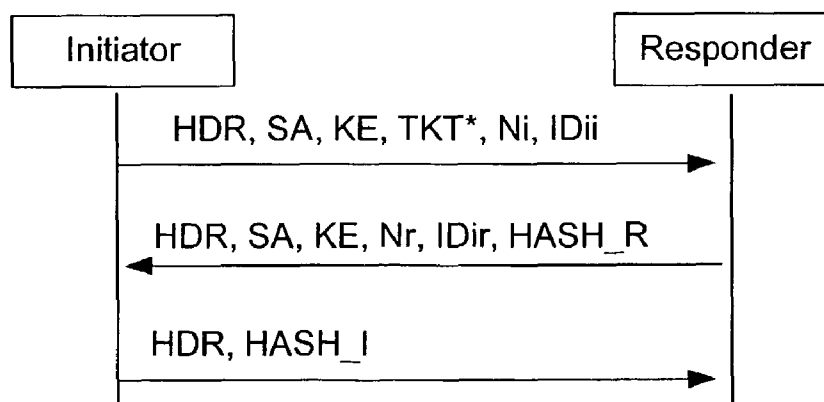 Initiator
Responder
HDR, SA, KE, TKT*, Ni, IDii
HDR, SA, KE, Nr, IDir, HASH_R
HDR, HASH_I